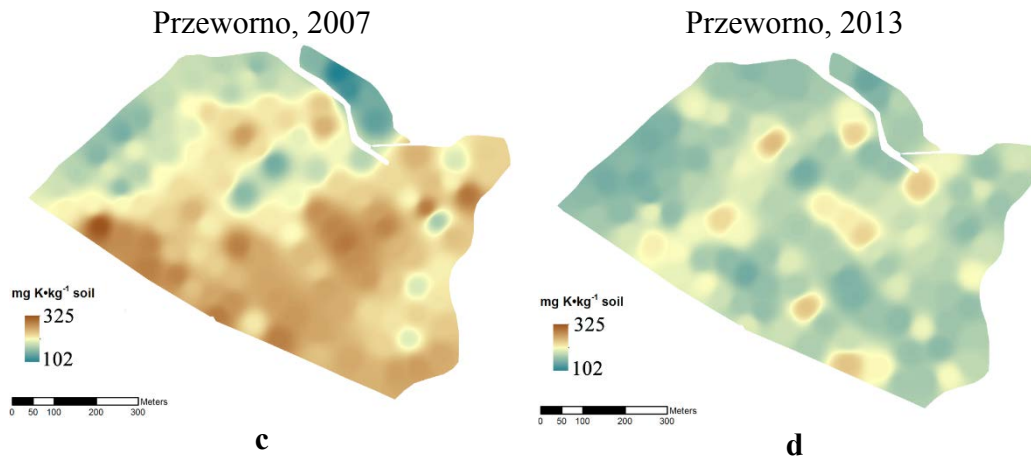 Przeworno, 2007
Przeworno, 2013
mg K•kg⁻¹ soil
325
102
Meters
0 50 100 200 300
c
mg K•kg⁻¹ soil
325
102
Meters
0 50 100 200 300
d